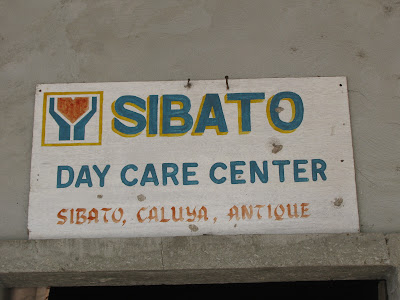 SIBATO
DAY CARE CENTER
SIBATO, CALUYA, ANTIQUE